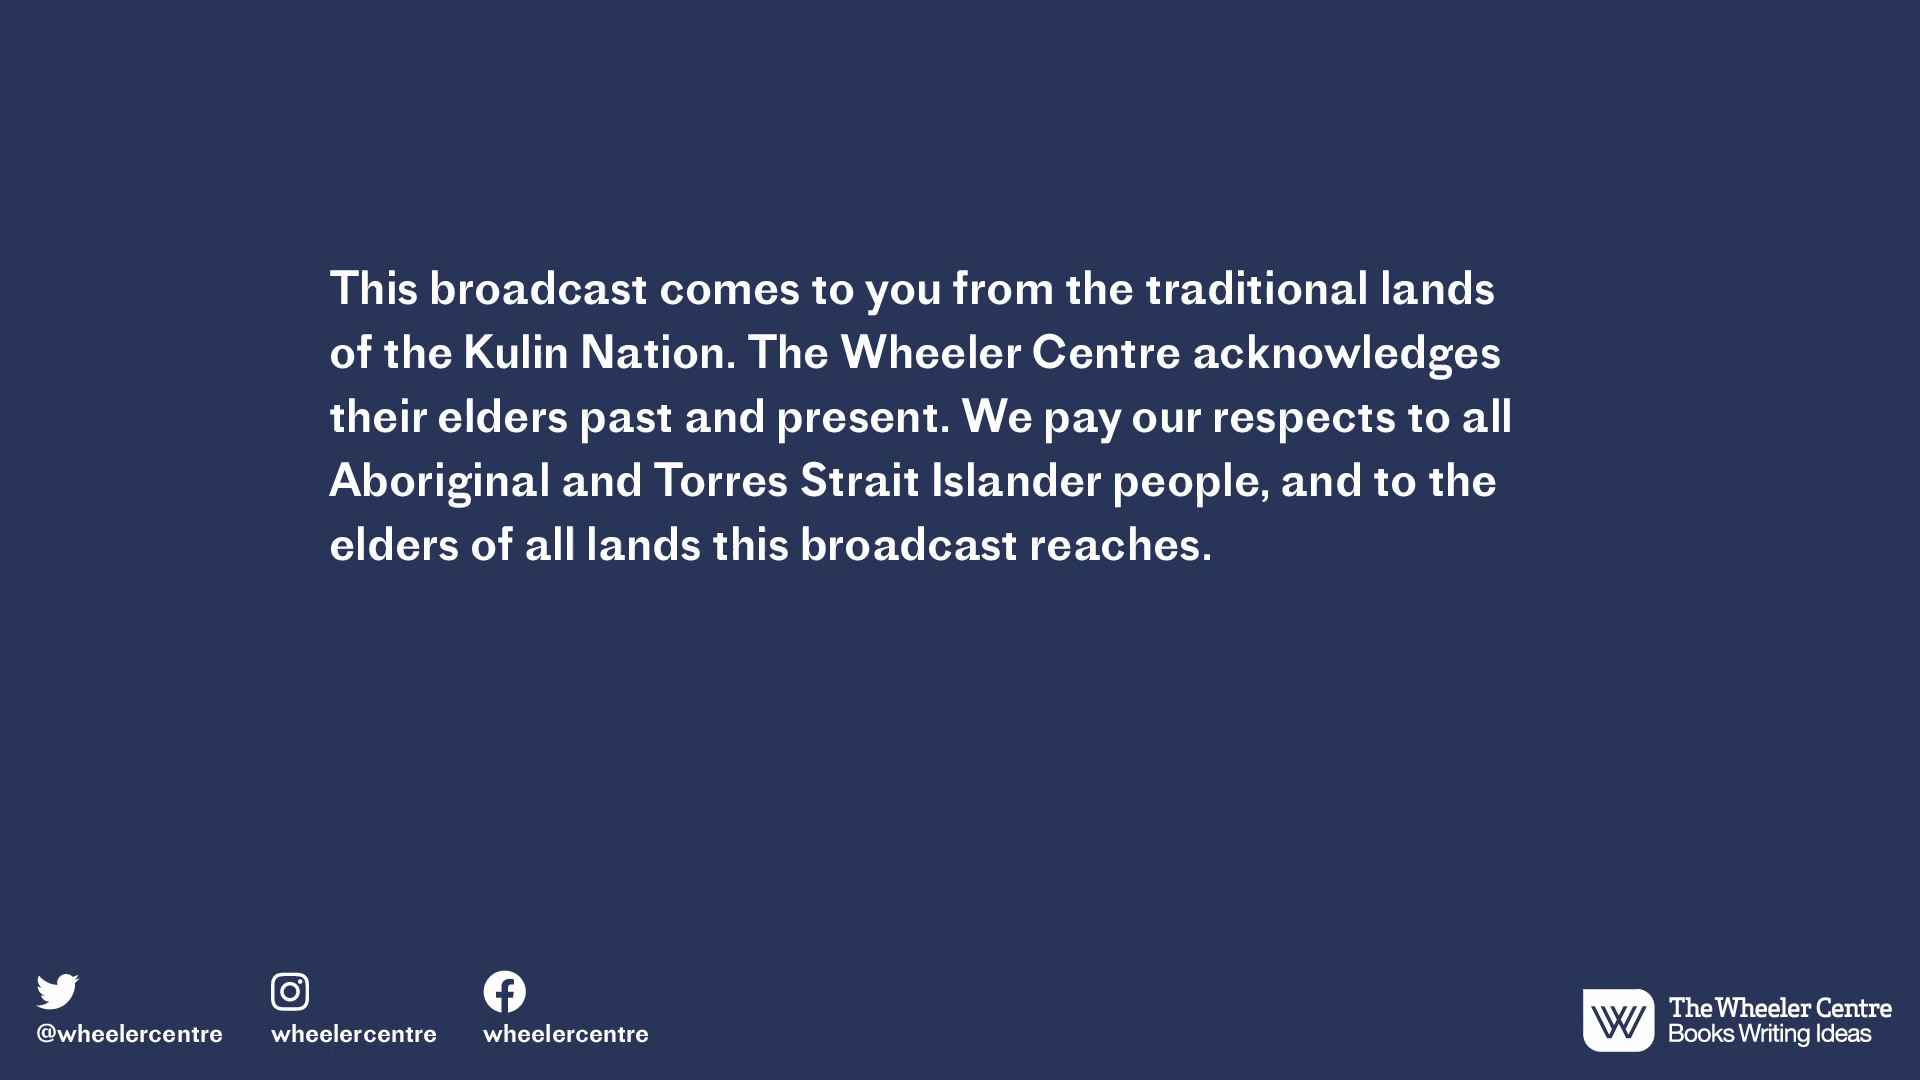 This broadcast comes to you from the traditional lands
of the Kulin Nation. The Wheeler Centre acknowledges
their elders past and present. We pay our respects to all
Aboriginal and Torres Strait Islander people, and to the
elders of all lands this broadcast reaches.
@wheelercentre
wheelercentre
wheelercentre
The Wheeler Centre
Books Writing Ideas